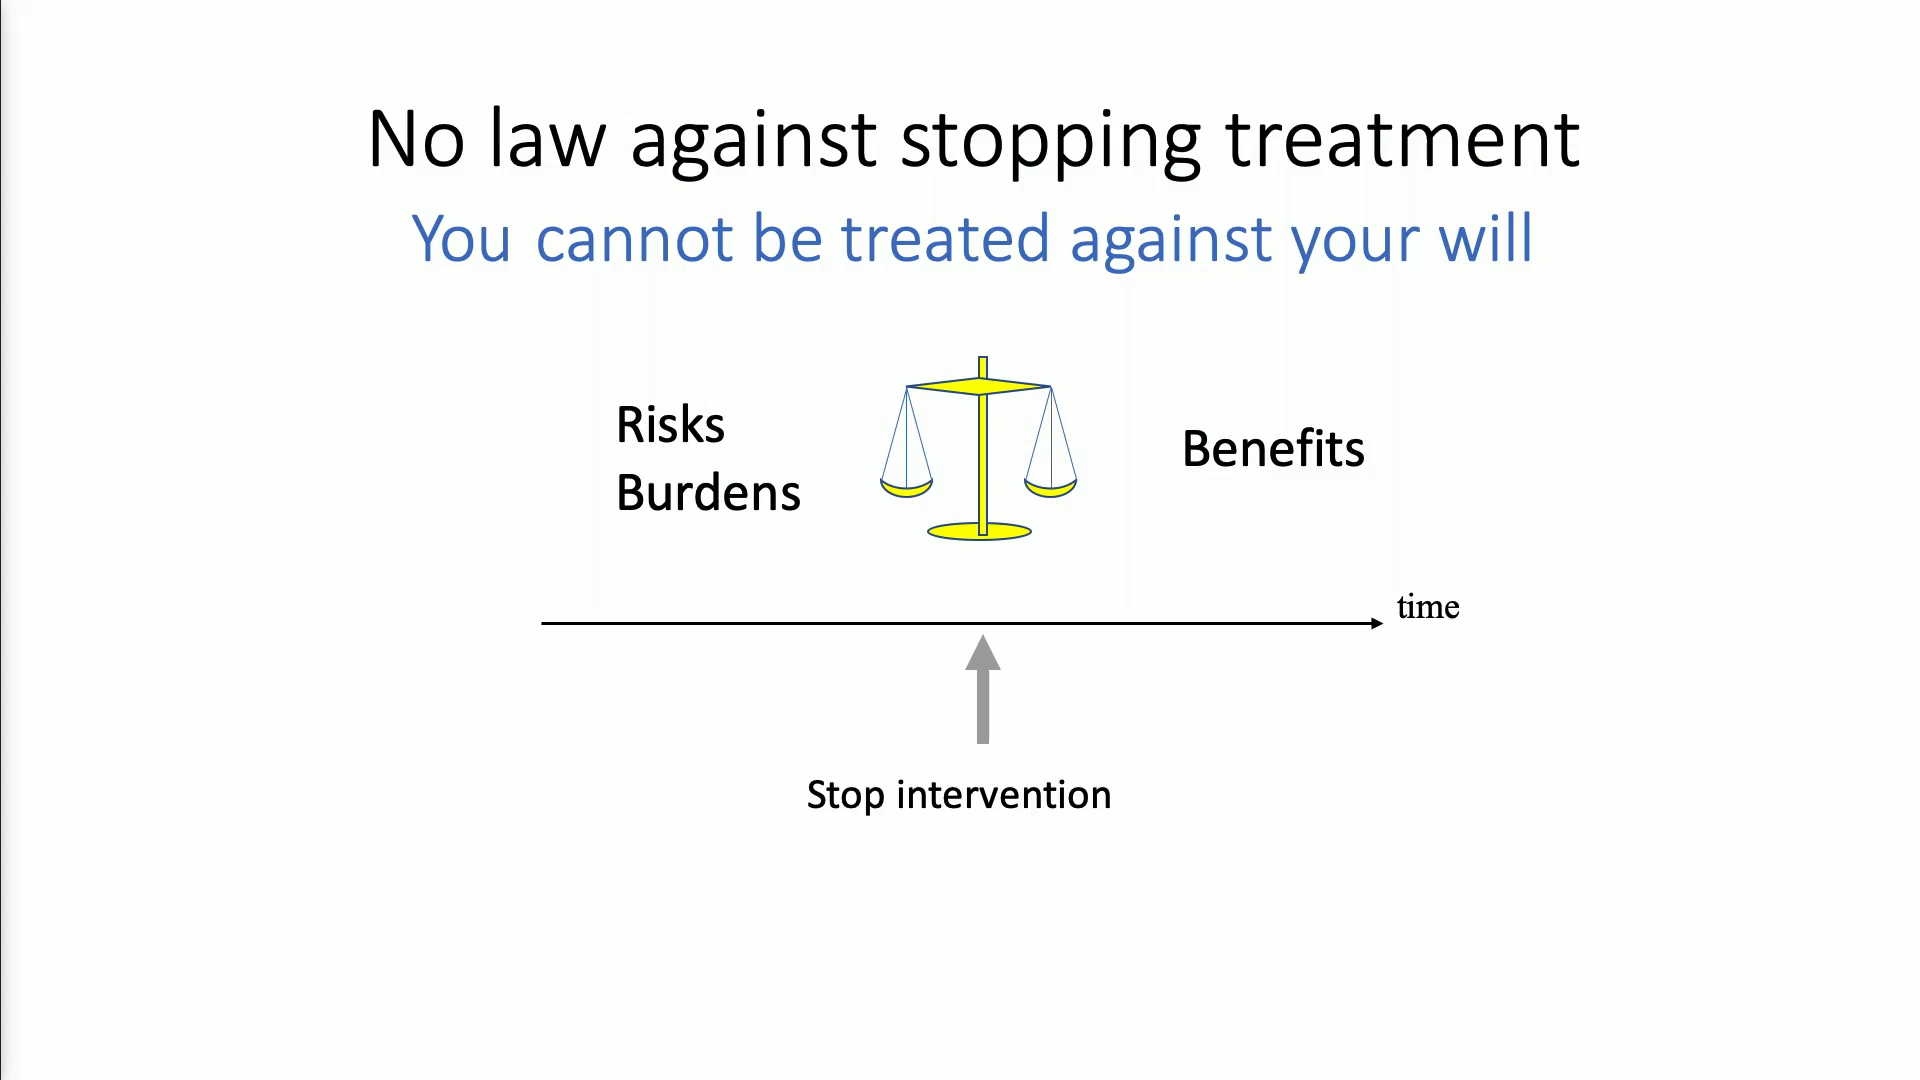 No law against stopping treatment
You cannot be treated against your will
Risks
Burdens
Benefits
time
Stop intervention